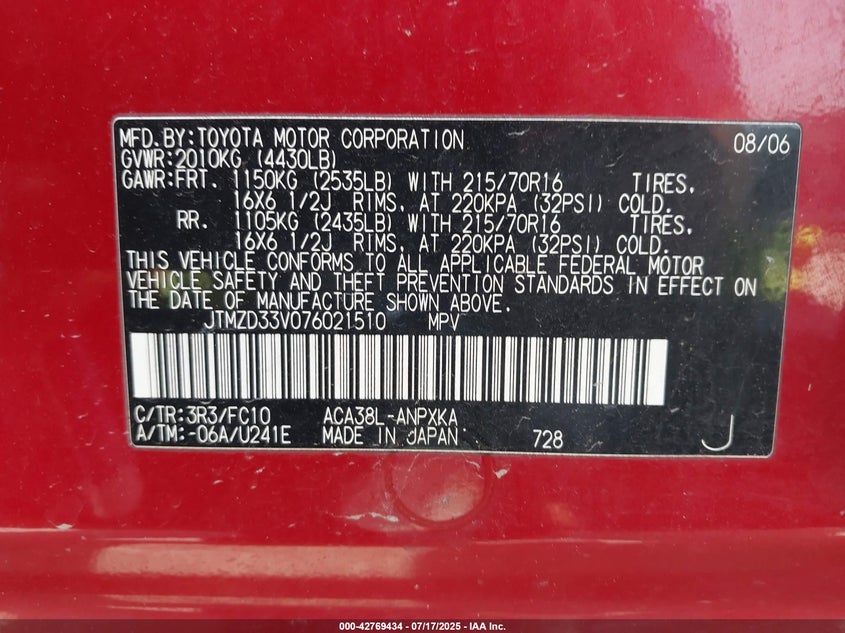 MFD.BY:TOYOTA MOTOR CORPORATION 08/06
GVWR:2010KG (4430LB)
GAWR:FRT. 1150KG (2535LB) WITH 215/70R16 TIRES,
16X6 1/2J RIMS, AT 220KPA (32PSI) COLD.
RR. 1105KG (2435LB) WITH 215/70R16 TIRES,
16X6 1/2J RIMS, AT 220KPA (32PSI) COLD.
THIS VEHICLE CONFORMS TO ALL APPLICABLE FEDERAL MOTOR
VEHICLE SAFETY AND THEFT PREVENTION STANDARDS IN EFFECT ON
THE DATE OF MANUFACTURE SHOWN ABOVE.
JTMZD33V076021510 MPV
C/TR:3R3/FC10 ACA38L-ANPXKA
A/TM:-06A/U241E MADE IN JAPAN 728 J
000-42769434 / 07/17/2025 - IAA Inc.